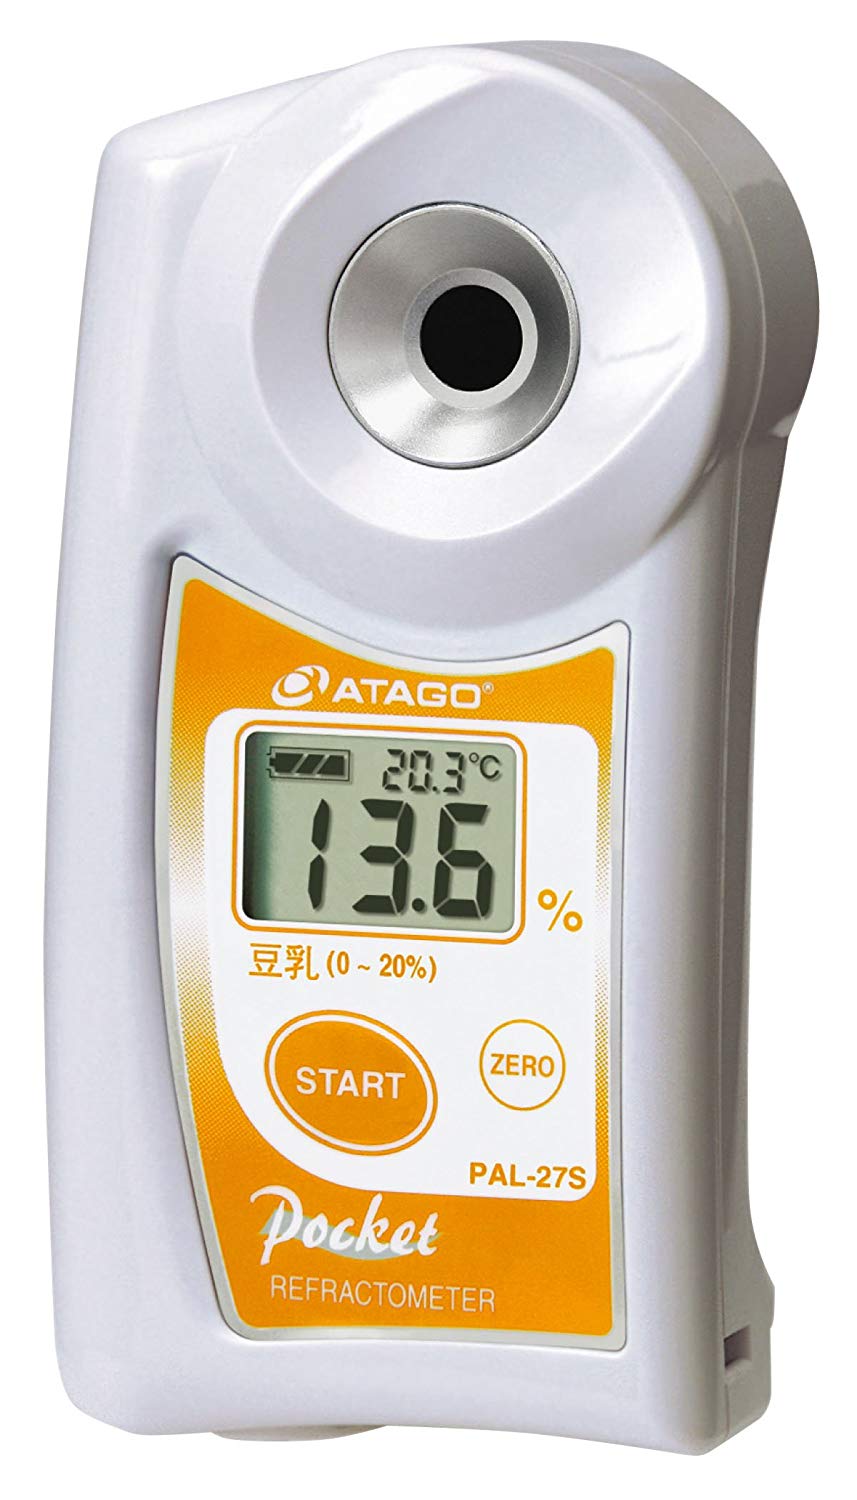 ATAGO®
20.3°C
13.6 %
豆乳 (0 ~ 20%)
START
ZERO
PAL-27S
Pocket
REFRACTOMETER